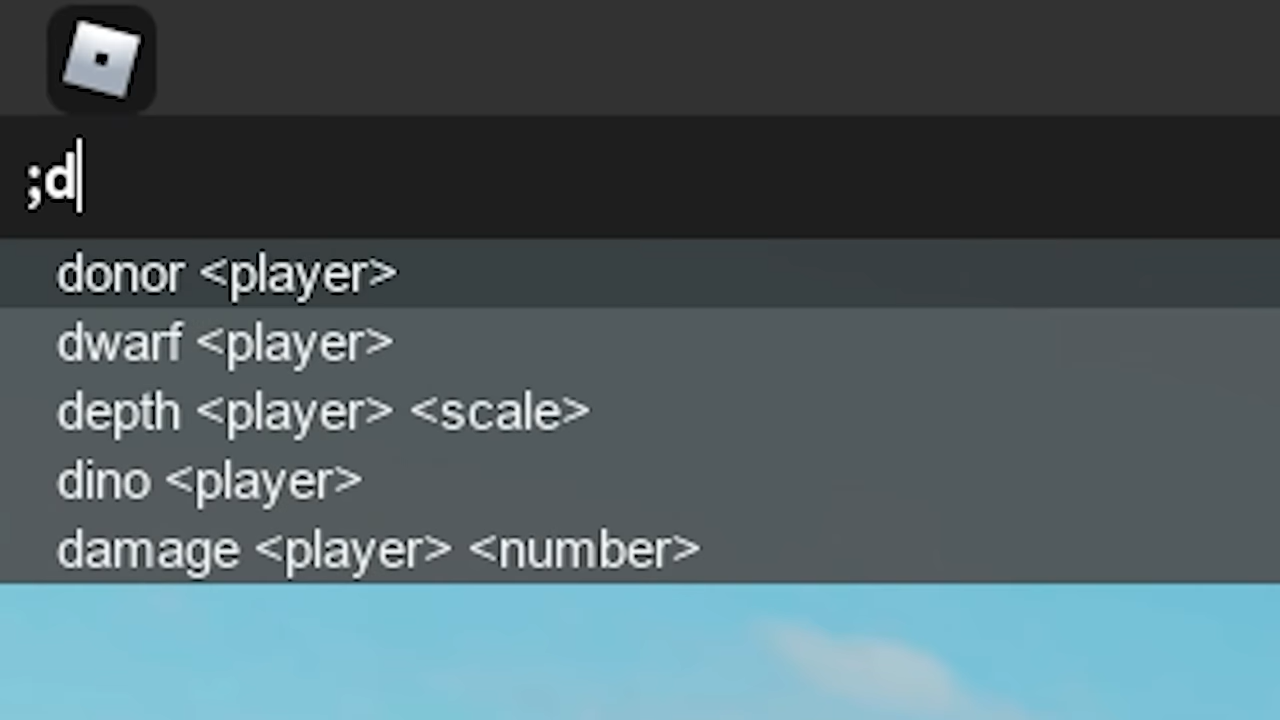 ;d
donor <player>
dwarf <player>
depth <player> <scale>
dino <player>
damage <player> <number>